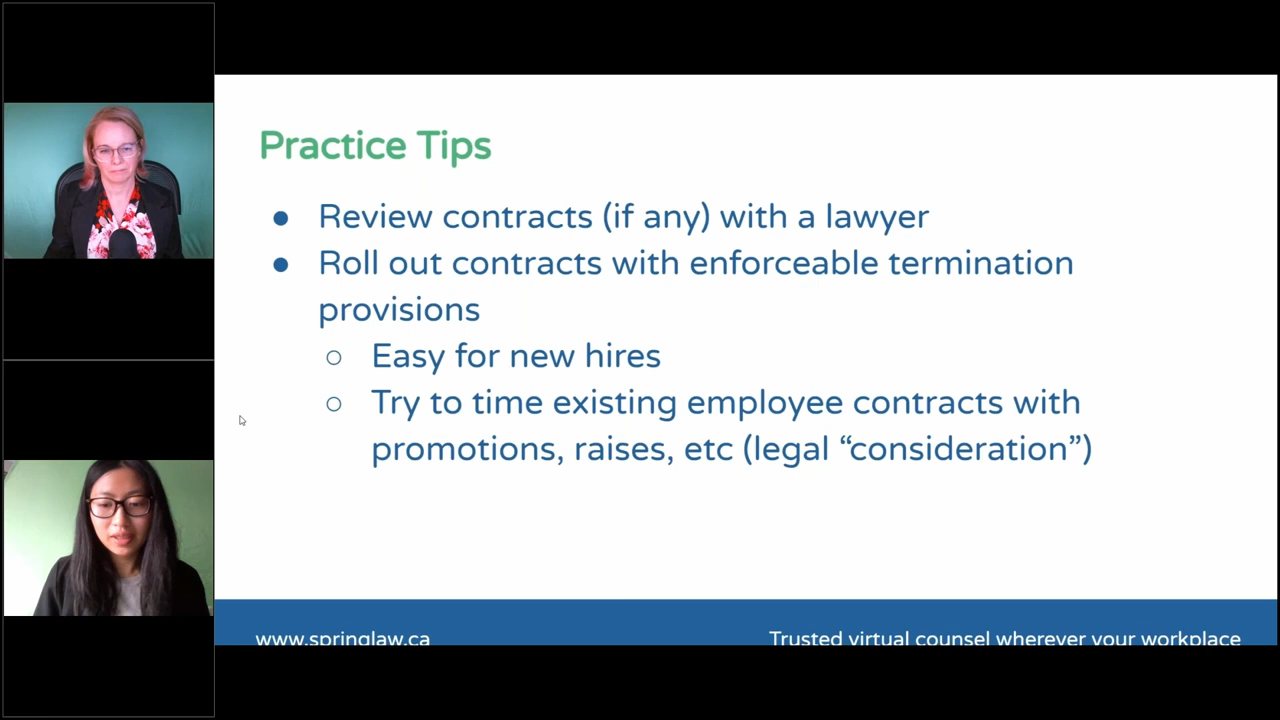 Practice Tips
● Review contracts (if any) with a lawyer
● Roll out contracts with enforceable termination
provisions
○ Easy for new hires
○ Try to time existing employee contracts with
promotions, raises, etc (legal “consideration”)
www.springlaw.ca
Trusted virtual counsel wherever your workplace